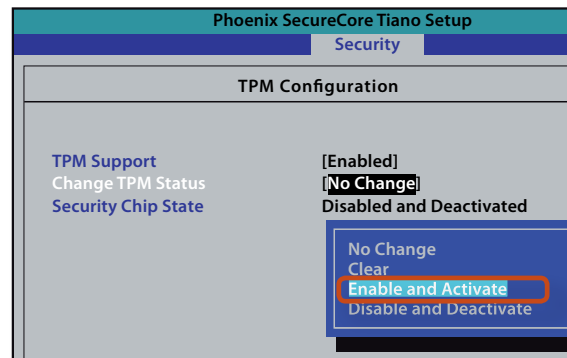 Phoenix SecureCore Tiano Setup
Security
TPM Configuration
TPM Support [Enabled]
Change TPM Status [No Change]
Security Chip State Disabled and Deactivated
No Change
Clear
Enable and Activate
Disable and Deactivate